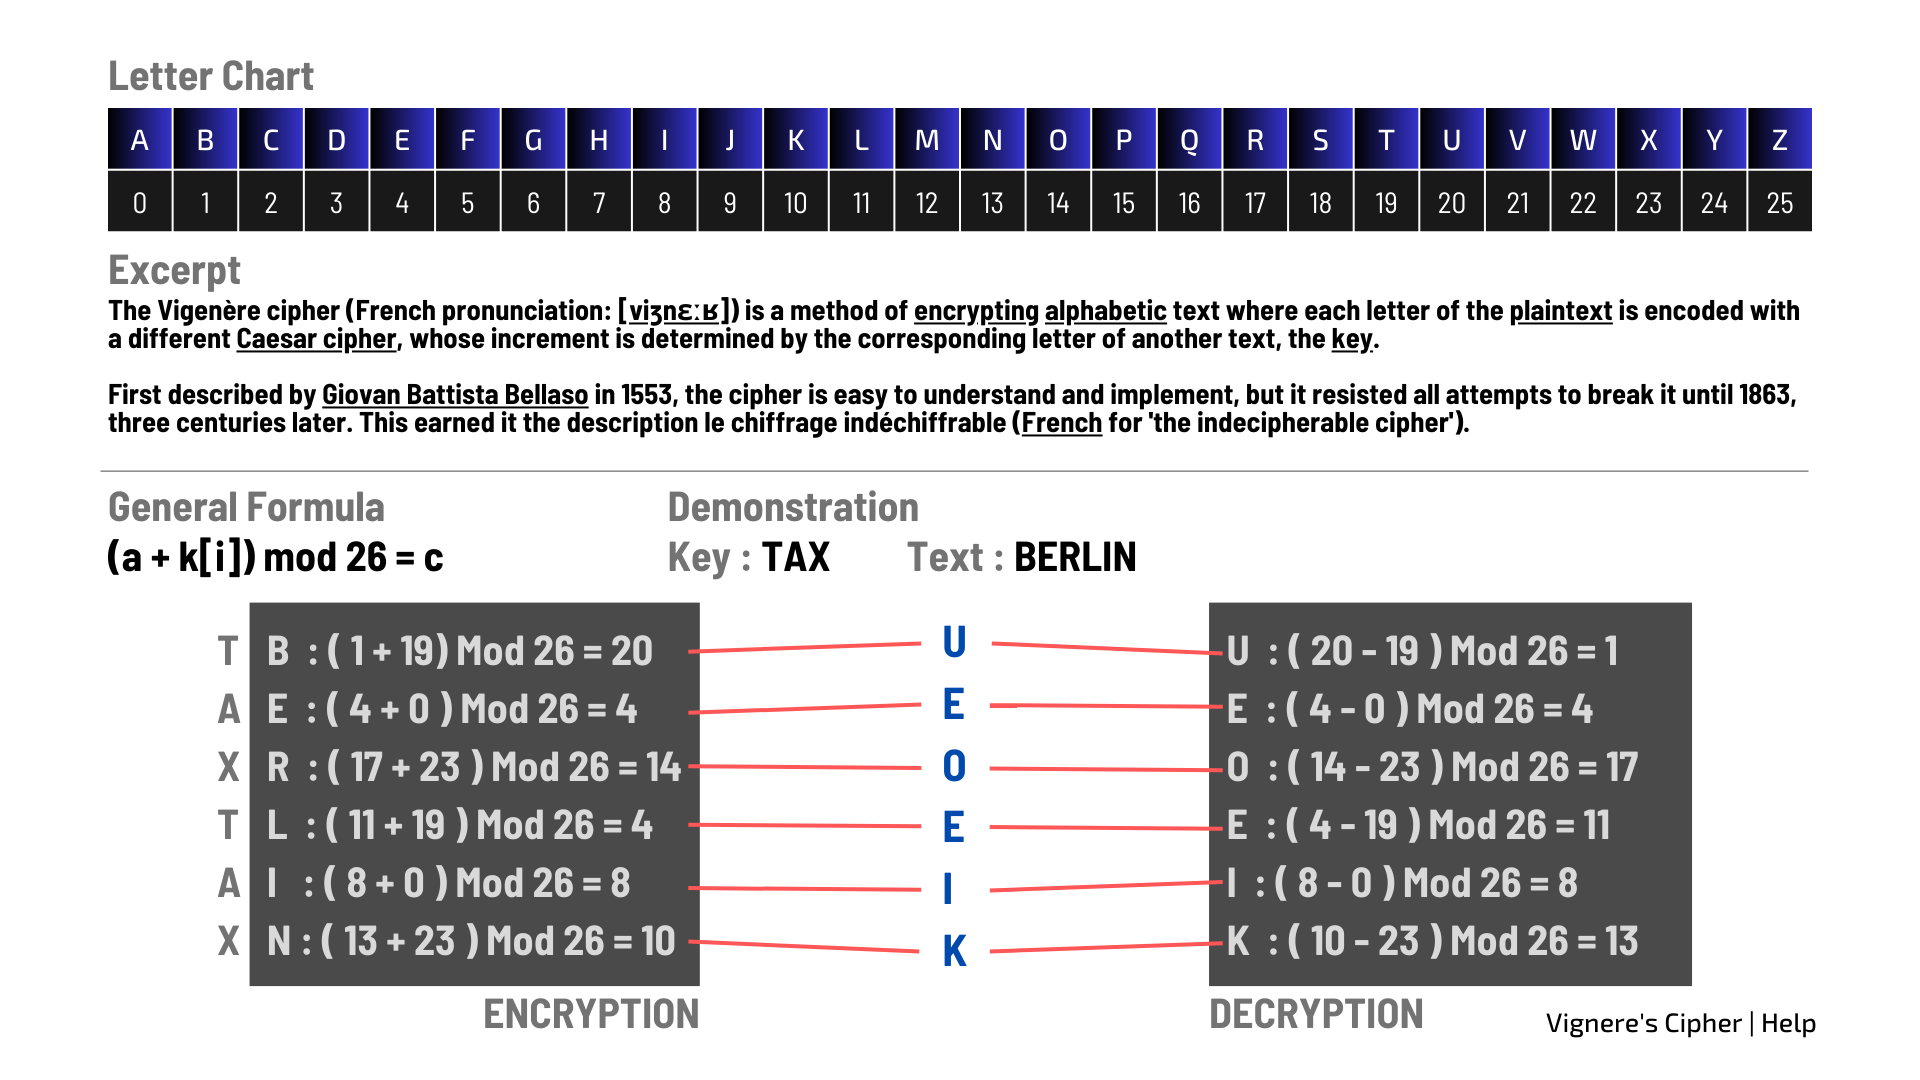 Letter Chart
A B C D E F G H I J K L M N O P Q R S T U V W X Y Z
0 1 2 3 4 5 6 7 8 9 10 11 12 13 14 15 16 17 18 19 20 21 22 23 24 25
Excerpt
The Vigenère cipher (French pronunciation: [viʒnɛːʁ]) is a method of encrypting alphabetic text where each letter of the plaintext is encoded with
a different Caesar cipher, whose increment is determined by the corresponding letter of another text, the key.
First described by Giovan Battista Bellaso in 1553, the cipher is easy to understand and implement, but it resisted all attempts to break it until 1863,
three centuries later. This earned it the description le chiffrage indéchiffrable (French for 'the indecipherable cipher').
General Formula
(a + k[i]) mod 26 = c
Demonstration
Key : TAX Text : BERLIN
T B : ( 1 + 19) Mod 26 = 20 U U : ( 20 - 19 ) Mod 26 = 1
A E : ( 4 + 0 ) Mod 26 = 4 E E : ( 4 - 0 ) Mod 26 = 4
X R : ( 17 + 23 ) Mod 26 = 14 O O : ( 14 - 23 ) Mod 26 = 17
T L : ( 11 + 19 ) Mod 26 = 4 E E : ( 4 - 19 ) Mod 26 = 11
A I : ( 8 + 0 ) Mod 26 = 8 I I : ( 8 - 0 ) Mod 26 = 8
X N : ( 13 + 23 ) Mod 26 = 10 K K : ( 10 - 23 ) Mod 26 = 13
ENCRYPTION DECRYPTION
Vignere's Cipher | Help